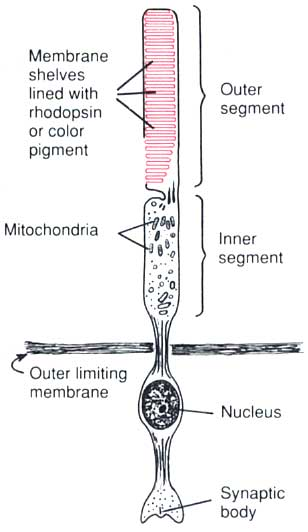 Membrane
shelves
lined with
rhodopsin
or color
pigment
Outer
segment
Mitochondria
Inner
segment
Outer limiting
membrane
Nucleus
Synaptic
body